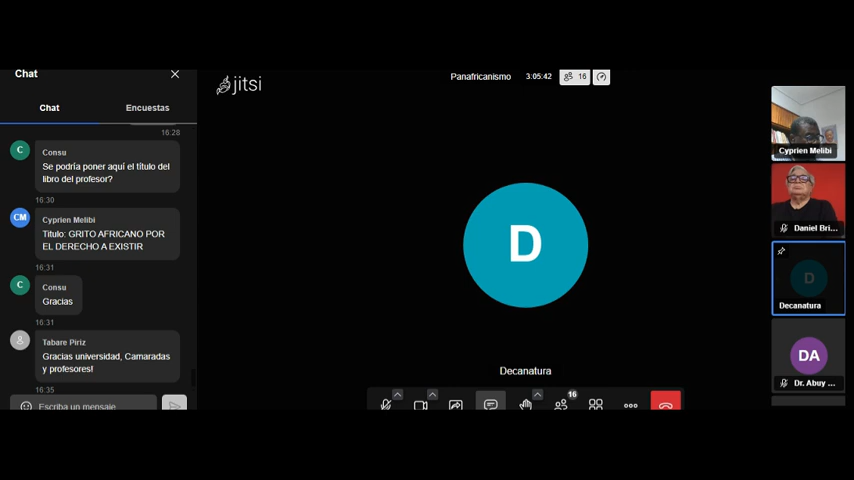 Chat
Chat
Encuestas
16:28
C
Consu
Se podría poner aquí el título del
libro del profesor?
16:30
CM
Cyprien Melibi
Titulo: GRITO AFRICANO POR
EL DERECHO A EXISTIR
16:31
C
Consu
Gracias
16:31
Tabare Piriz
Gracias universidad, Camaradas
y profesores!
16:35
Escriba un mensaje
jitsi
Panafricanismo
3:05:42
16
D
Decanatura
16
Cyprien Melibi
Daniel Bri...
D
Decanatura
DA
Dr. Abuy ...